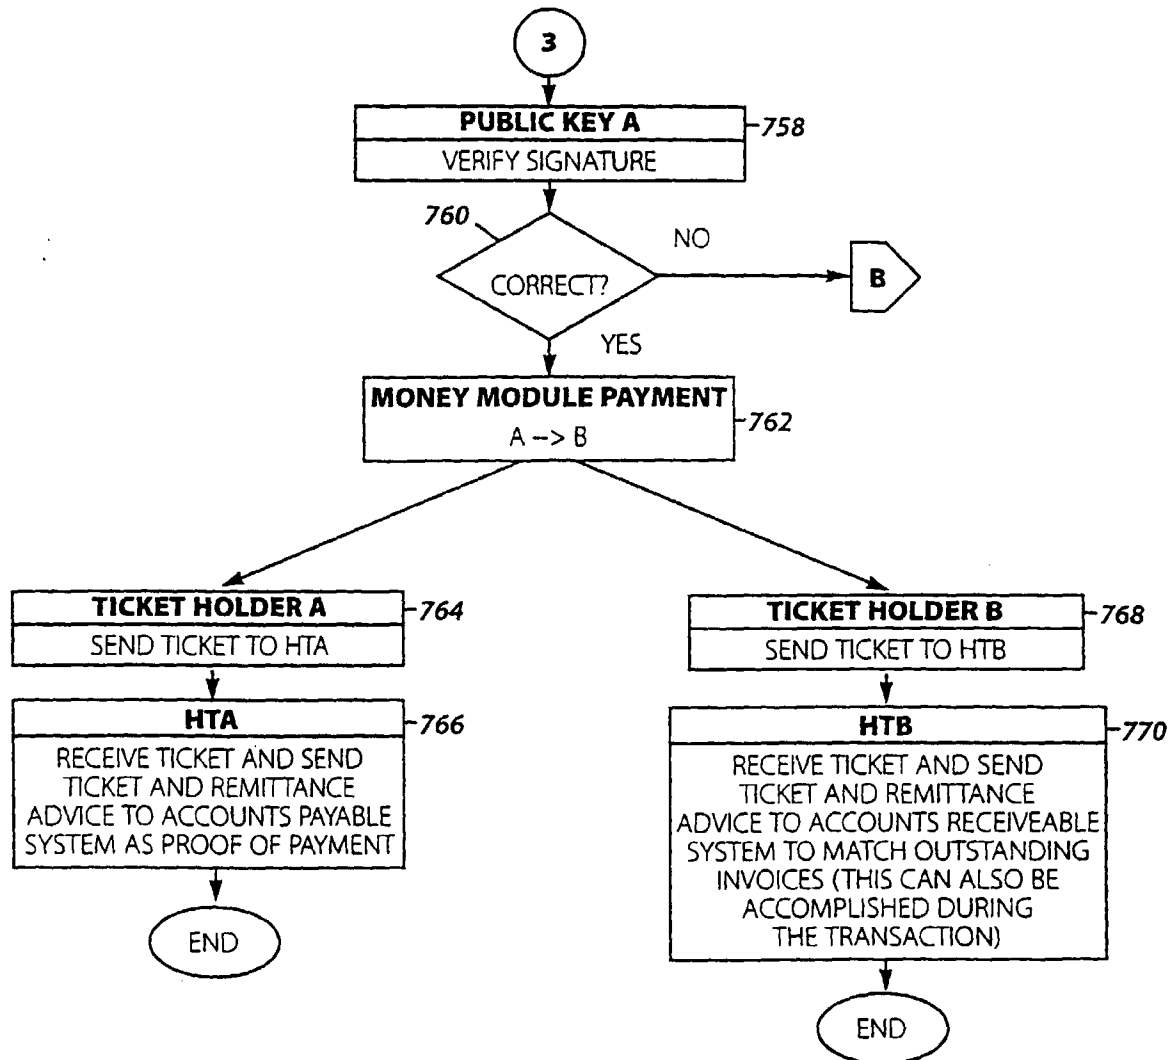 3
PUBLIC KEY A
758
VERIFY SIGNATURE
760
NO
CORRECT?
B
YES
MONEY MODULE PAYMENT
762
A --> B
TICKET HOLDER A
764
SEND TICKET TO HTA
HTA
766
RECEIVE TICKET AND SEND
TICKET AND REMITTANCE
ADVICE TO ACCOUNTS PAYABLE
SYSTEM AS PROOF OF PAYMENT
END
TICKET HOLDER B
768
SEND TICKET TO HTB
HTB
770
RECEIVE TICKET AND SEND
TICKET AND REMITTANCE
ADVICE TO ACCOUNTS RECEIVEABLE
SYSTEM TO MATCH OUTSTANDING
INVOICES (THIS CAN ALSO BE
ACCOMPLISHED DURING
THE TRANSACTION)
END